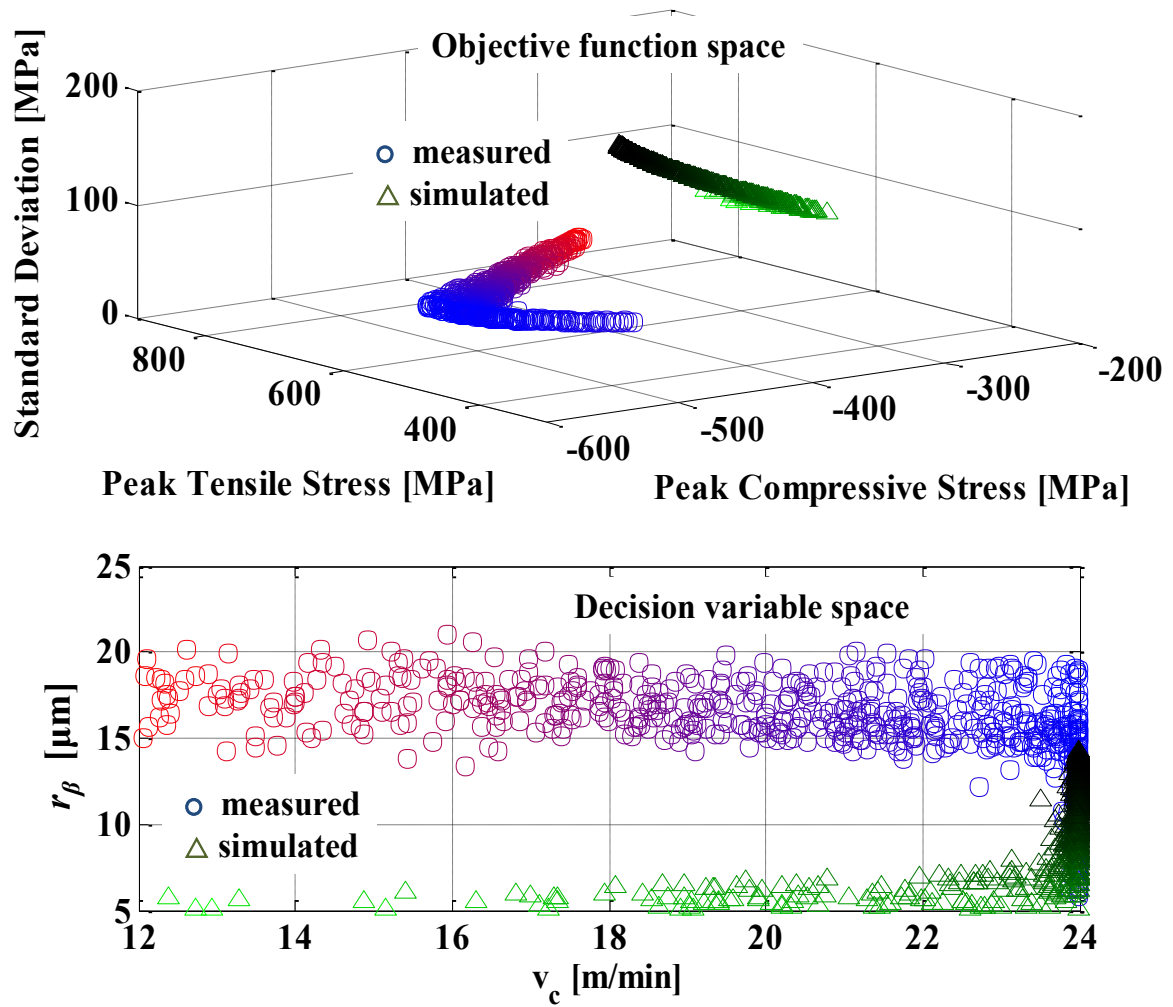 Objective function space
Standard Deviation [MPa]
200
100
0
measured
simulated
800
600
400
-600
-500
-400
-300
-200
Peak Tensile Stress [MPa]
Peak Compressive Stress [MPa]
Decision variable space
r_β [µm]
25
20
15
10
5
measured
simulated
12 14 16 18 20 22 24
v_c [m/min]